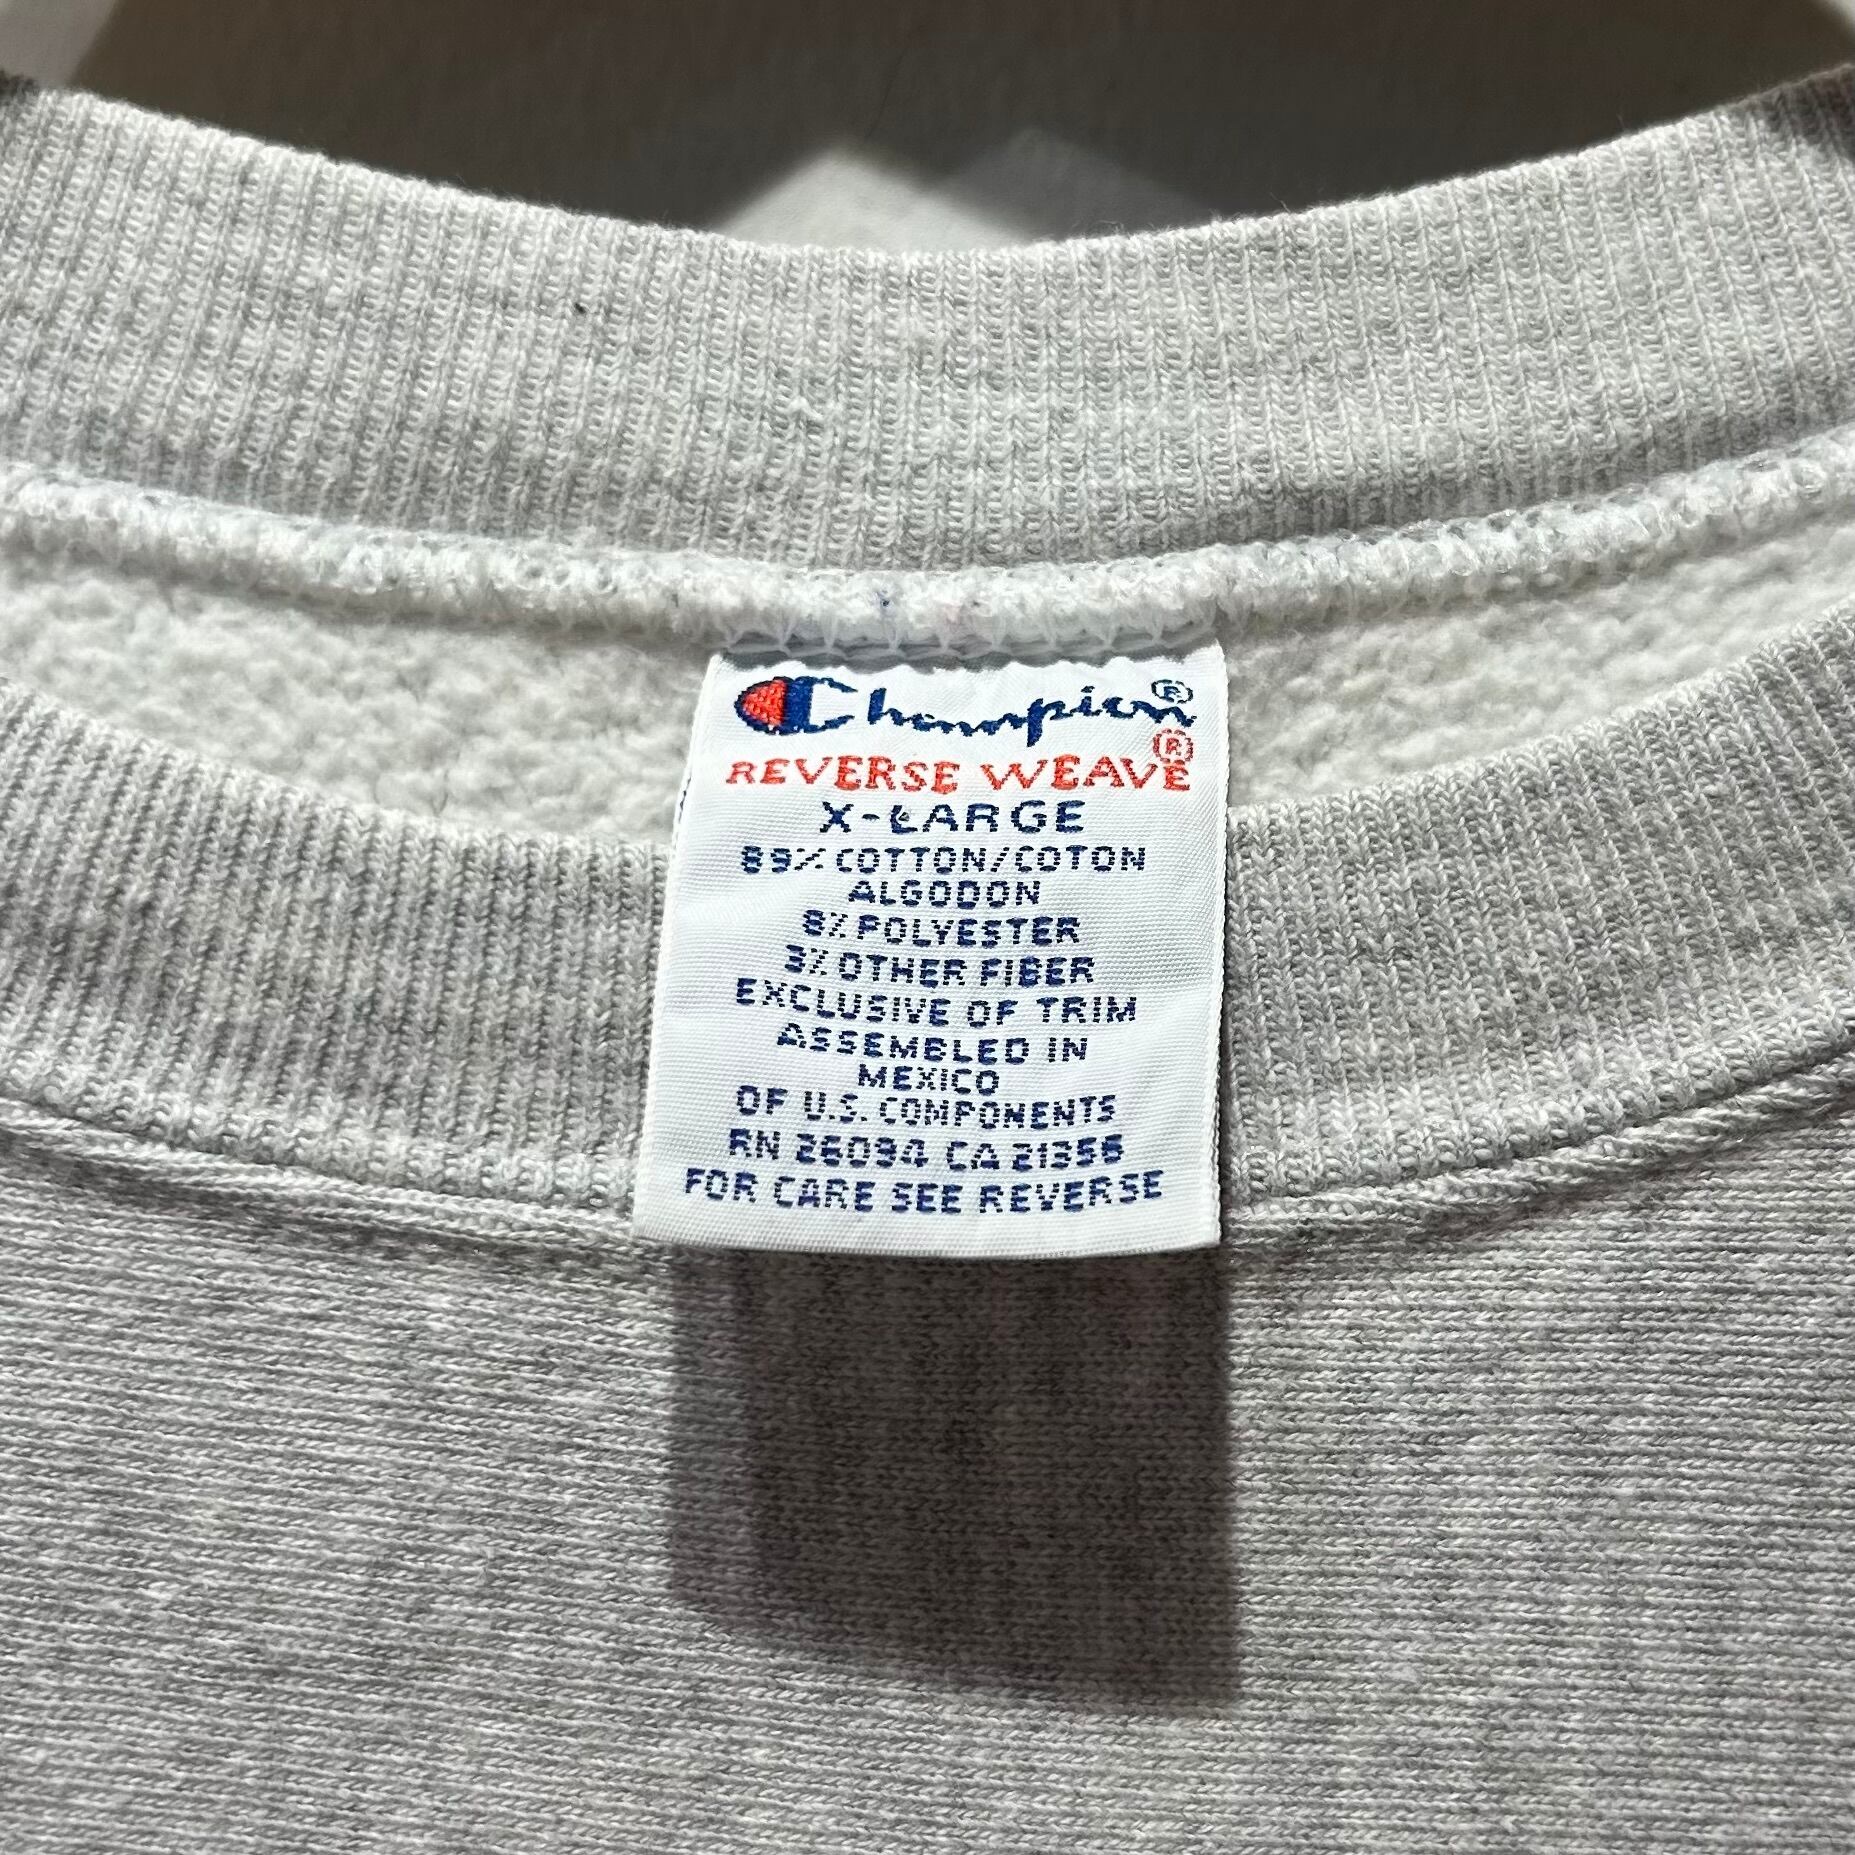 Champion®
REVERSE WEAVE®
X-LARGE
89% COTTON/COTON
ALGODON
8% POLYESTER
3% OTHER FIBER
EXCLUSIVE OF TRIM
ASSEMBLED IN
MEXICO
OF U.S. COMPONENTS
RN 26094 CA 21356
FOR CARE SEE REVERSE